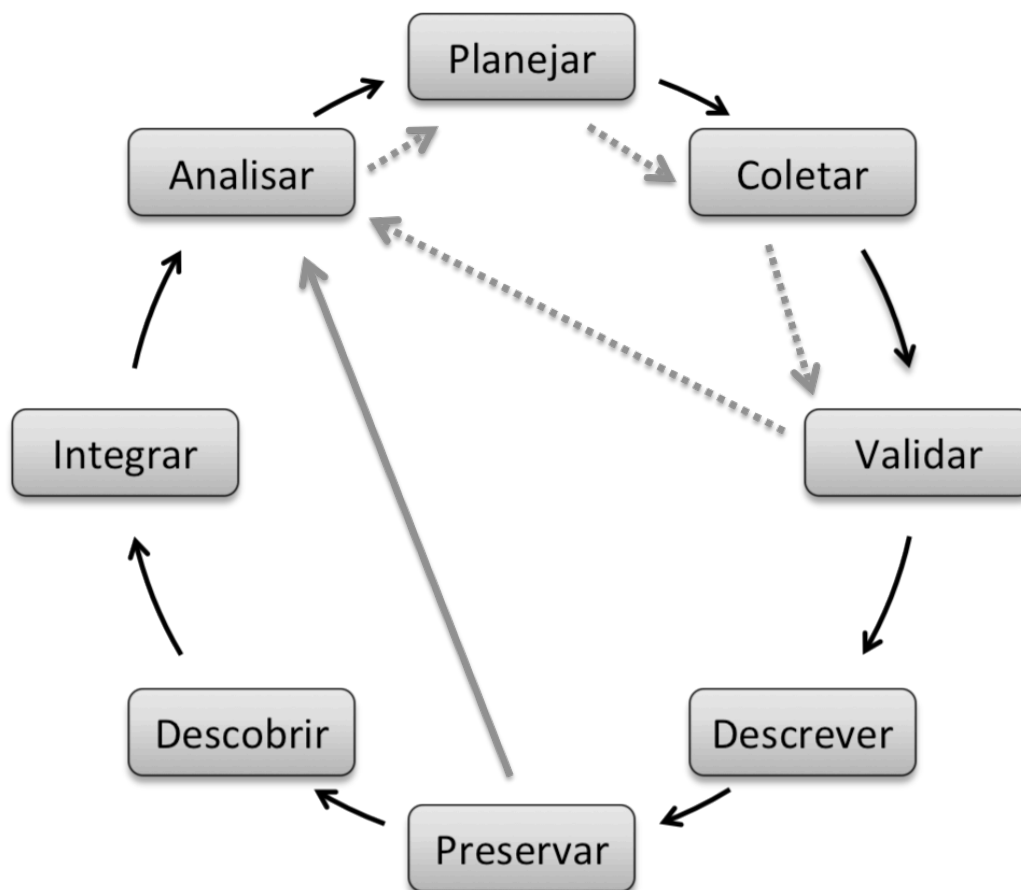 Planejar
Coletar
Validar
Descrever
Preservar
Descobrir
Integrar
Analisar